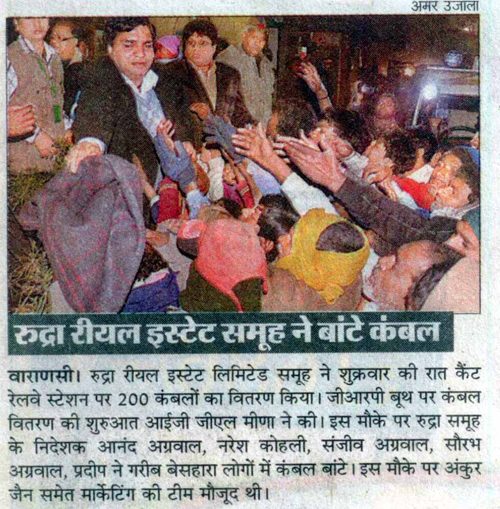 अमर उजाला
रुद्रा रीयल इस्टेट समूह ने बांटे कंबल
वाराणसी। रुद्रा रीयल इस्टेट लिमिटेड समूह ने शुक्रवार की रात कैंट
रेलवे स्टेशन पर 200 कंबलों का वितरण किया। जीआरपी बूथ पर कंबल
वितरण की शुरुआत आईजी जीएल मीणा ने की। इस मौके पर रुद्रा समूह
के निदेशक आनंद अग्रवाल, नरेश कोहली, संजीव अग्रवाल, सौरभ
अग्रवाल, प्रदीप ने गरीब बेसहारा लोगों में कंबल बांटे। इस मौके पर अंकुर
जैन समेत मार्केटिंग की टीम मौजूद थी।